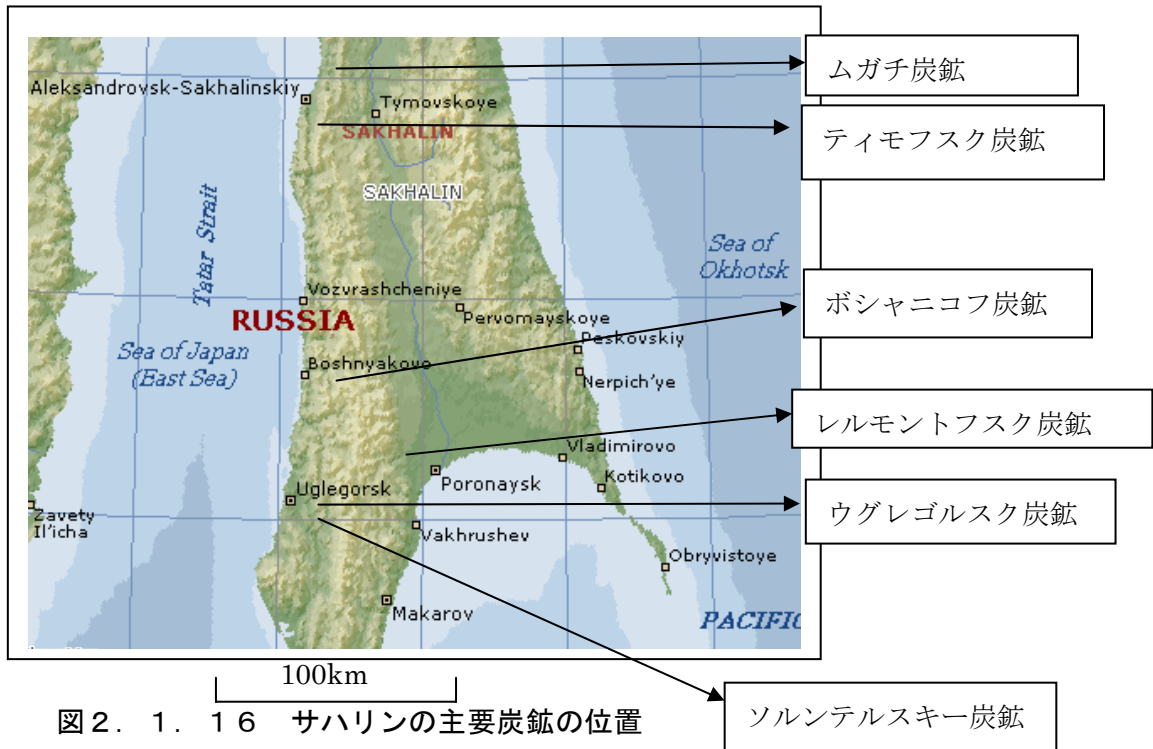 ムガチ炭鉱
Aleksandrovsk-Sakhalinskiy
Tymovskoye
SAKHALIN
ティモフスク炭鉱
SAKHALIN
Tatar Strait
Sea of
Okhotsk
Vozvrashcheniye
ボシャニコフ炭鉱
RUSSIA
Pervomayskoye
Sea of Japan
(East Sea)
Peskovskiy
Boshnyakovo
Nerpich'ye
レルモントフスク炭鉱
Vladimirovo
Poronaysk
Kotikovo
Uglegorsk
ウグレゴルスク炭鉱
Zavety
Il'icha
Vakhrushev
Obryvistoye
Makarov
PACIFIC
100km
ソルンテルスキー炭鉱
図2.1.16 サハリンの主要炭鉱の位置